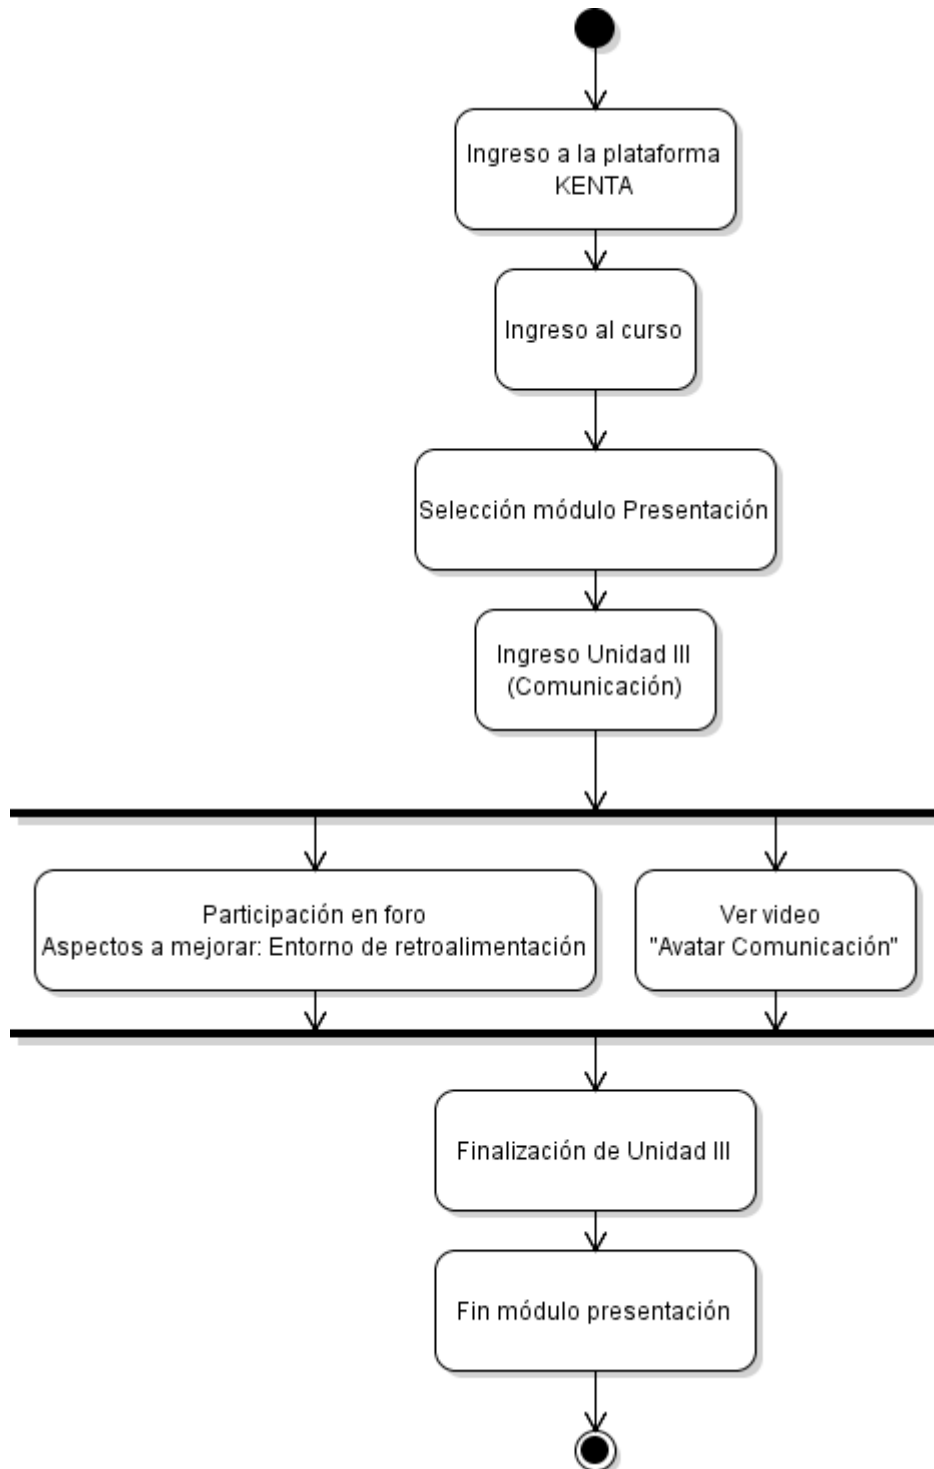 Ingreso a la plataforma
KENTA
Ingreso al curso
Selección módulo Presentación
Ingreso Unidad III
(Comunicación)
Participación en foro
Aspectos a mejorar: Entorno de retroalimentación
Ver video
"Avatar Comunicación"
Finalización de Unidad III
Fin módulo presentación